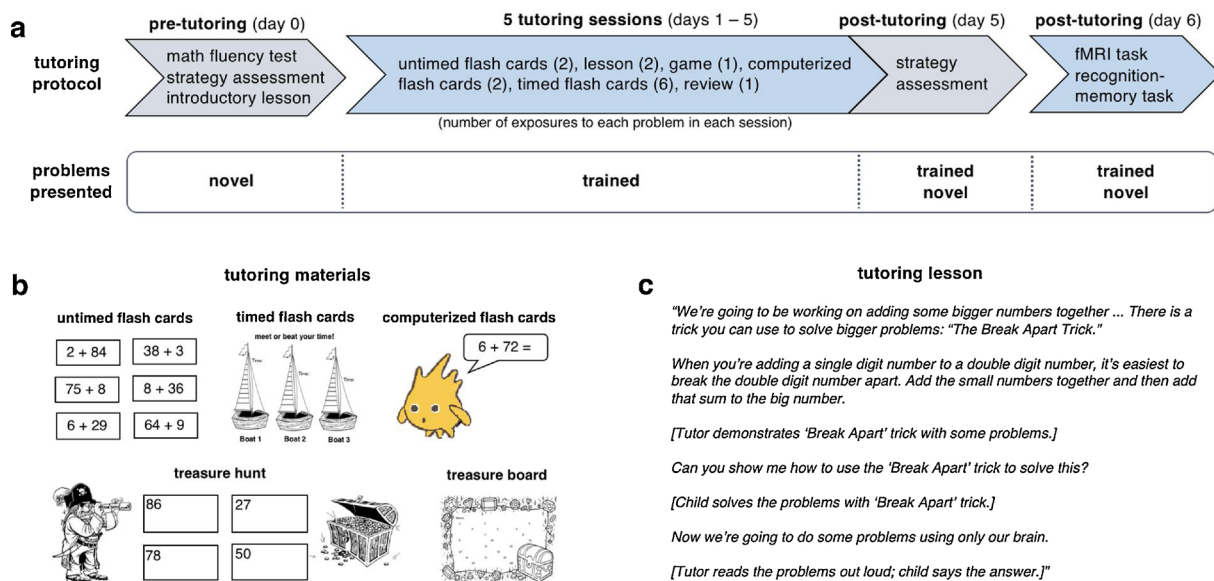 a
pre-tutoring (day 0)
5 tutoring sessions (days 1 – 5)
post-tutoring (day 5)
post-tutoring (day 6)
tutoring
protocol
math fluency test
strategy assessment
introductory lesson
untimed flash cards (2), lesson (2), game (1), computerized
flash cards (2), timed flash cards (6), review (1)
strategy
assessment
fMRI task
recognition-
memory task
(number of exposures to each problem in each session)
problems
presented
novel
trained
trained
novel
trained
novel
b
tutoring materials
untimed flash cards
2 + 84
38 + 3
75 + 8
8 + 36
6 + 29
64 + 9
timed flash cards
meet or beat your time!
Time:
Time:
Time:
Boat 1
Boat 2
Boat 3
computerized flash cards
6 + 72 =
treasure hunt
86
27
78
50
treasure board
c
tutoring lesson
“We’re going to be working on adding some bigger numbers together ... There is a
trick you can use to solve bigger problems: “The Break Apart Trick.”
When you’re adding a single digit number to a double digit number, it’s easiest to
break the double digit number apart. Add the small numbers together and then add
that sum to the big number.
[Tutor demonstrates ‘Break Apart’ trick with some problems.]
Can you show me how to use the ‘Break Apart’ trick to solve this?
[Child solves the problems with ‘Break Apart’ trick.]
Now we’re going to do some problems using only our brain.
[Tutor reads the problems out loud; child says the answer.]”